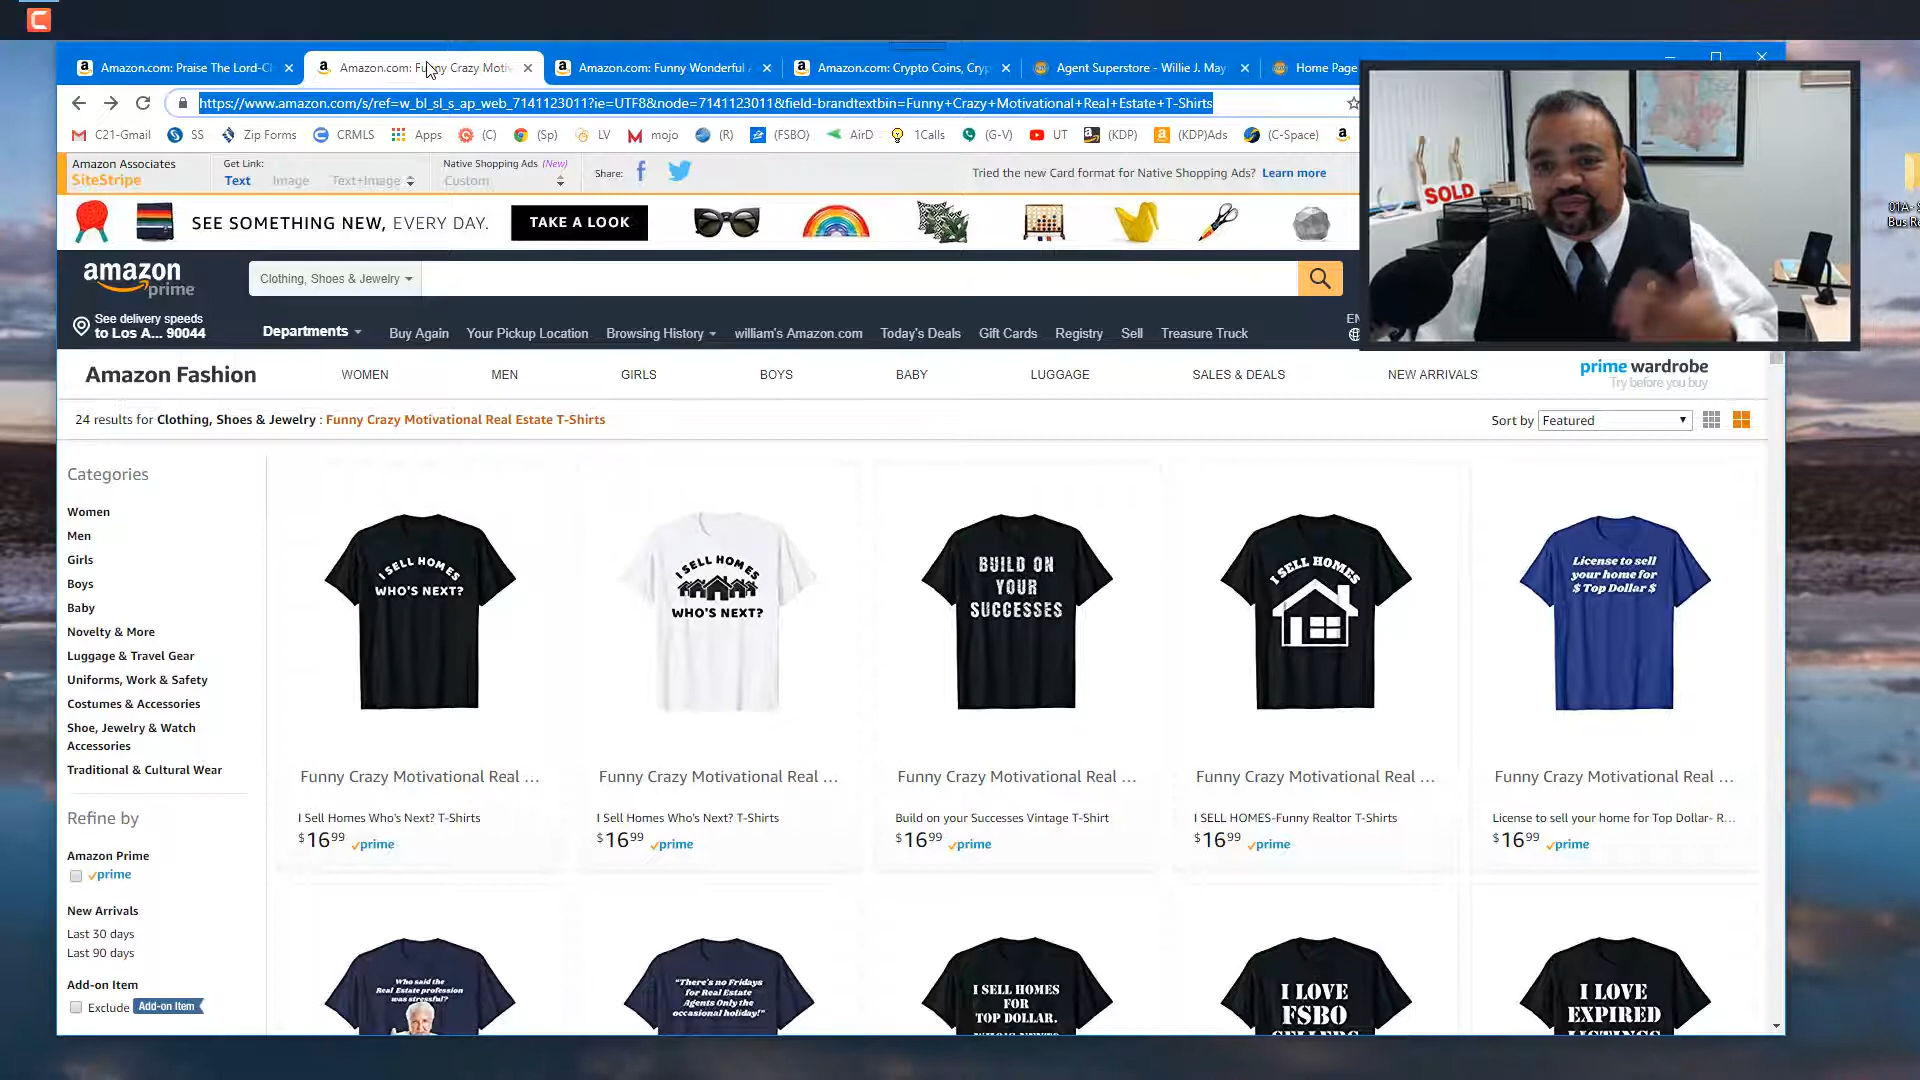 Amazon.com: Praise The Lord-C
Amazon.com: Funny Crazy Motiv
Amazon.com: Funny Wonderful
Amazon.com: Crypto Coins, Cryp
Agent Superstore - Willie J. May
Home Page
https://www.amazon.com/s/ref=w_bl_sl_s_ap_web_7141123011?ie=UTF8&node=7141123011&field-brandtextbin=Funny+Crazy+Motivational+Real+Estate+T-Shirts
C21-Gmail SS Zip Forms CRMLS Apps (C) (Sp) LV mojo (R) (FSBO) AirD 1Calls (G-V) UT (KDP) (KDP)Ads (C-Space)
Amazon Associates
SiteStripe
Get Link:
Text Image Text+Image
Native Shopping Ads (New)
Custom
Share:
Tried the new Card format for Native Shopping Ads? Learn more
SEE SOMETHING NEW, EVERY DAY. TAKE A LOOK
SOLD
01A- S
Bus Re
amazon
prime
Clothing, Shoes & Jewelry
See delivery speeds
to Los A... 90044
Departments Buy Again Your Pickup Location Browsing History william's Amazon.com Today's Deals Gift Cards Registry Sell Treasure Truck
EN
Amazon Fashion WOMEN MEN GIRLS BOYS BABY LUGGAGE SALES & DEALS NEW ARRIVALS
prime wardrobe
Try before you buy
24 results for Clothing, Shoes & Jewelry : Funny Crazy Motivational Real Estate T-Shirts
Sort by Featured
Categories
Women
Men
Girls
Boys
Baby
Novelty & More
Luggage & Travel Gear
Uniforms, Work & Safety
Costumes & Accessories
Shoe, Jewelry & Watch
Accessories
Traditional & Cultural Wear
Refine by
Amazon Prime
prime
New Arrivals
Last 30 days
Last 90 days
Add-on Item
Exclude Add-on Item
I SELL HOMES
WHO'S NEXT?
Funny Crazy Motivational Real ...
I Sell Homes Who's Next? T-Shirts
$16.99 prime
I SELL HOMES
WHO'S NEXT?
Funny Crazy Motivational Real ...
I Sell Homes Who's Next? T-Shirts
$16.99 prime
BUILD ON
YOUR
SUCCESSES
Funny Crazy Motivational Real ...
Build on your Successes Vintage T-Shirt
$16.99 prime
I SELL HOMES
Funny Crazy Motivational Real ...
I SELL HOMES-Funny Realtor T-Shirts
$16.99 prime
License to sell
your home for
$ Top Dollar $
Funny Crazy Motivational Real ...
License to sell your home for Top Dollar- R...
$16.99 prime
Who said the
Real Estate profession
was stressful?
"There's no Fridays
for Real Estate
Agents Only the
occasional holiday!"
I SELL HOMES
FOR
TOP DOLLAR.
WHO'S NEXT?
I LOVE
FSBO
SELLERS
I LOVE
EXPIRED
LISTINGS